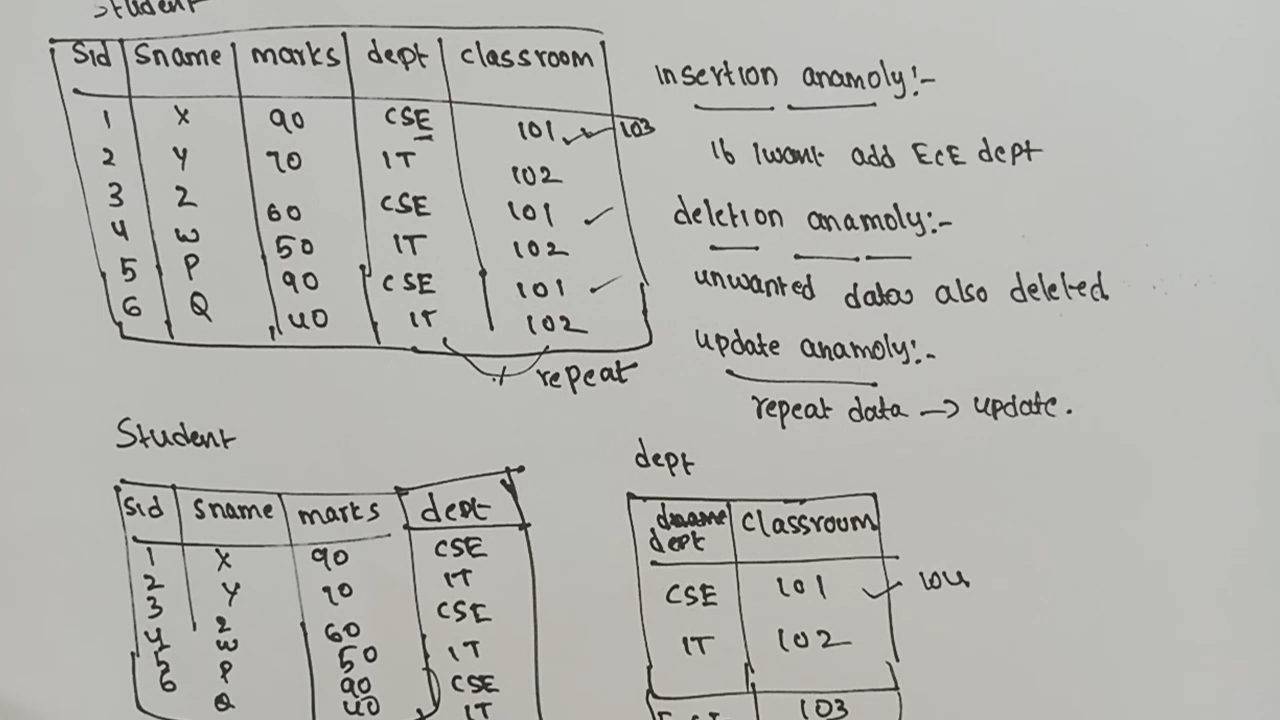 Student
Sid Sname marks dept classroom
1 X 90 CSE 101 103
2 Y 70 IT 102
3 Z 60 CSE 101
4 W 50 IT 102
5 P 90 CSE 101
6 Q 40 IT 102
repeat
insertion anamoly:-
if I want add ECE dept
deletion anamoly:-
unwanted data also deleted.
update anamoly:-
repeat data -> update.
Student
Sid Sname marks dept
1 X 90 CSE
2 Y 70 IT
3 Z 60 CSE
4 W 50 IT
5 P 90 CSE
6 Q 40 IT
dept
dept classroom
CSE 101 104
IT 102
103